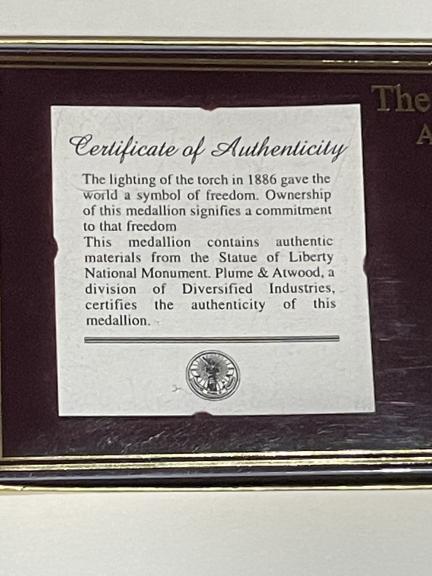 The
A
Certificate of Authenticity
The lighting of the torch in 1886 gave the
world a symbol of freedom. Ownership
of this medallion signifies a commitment
to that freedom
This medallion contains authentic
materials from the Statue of Liberty
National Monument. Plume & Atwood, a
division of Diversified Industries,
certifies the authenticity of this
medallion.